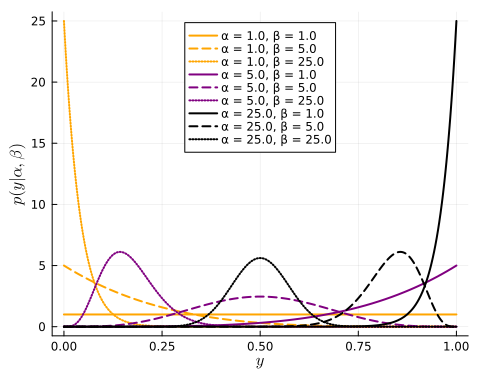 25
20
15
10
5
0
p(y|α, β)
α = 1.0, β = 1.0
α = 1.0, β = 5.0
α = 1.0, β = 25.0
α = 5.0, β = 1.0
α = 5.0, β = 5.0
α = 5.0, β = 25.0
α = 25.0, β = 1.0
α = 25.0, β = 5.0
α = 25.0, β = 25.0
0.00 0.25 0.50 0.75 1.00
y